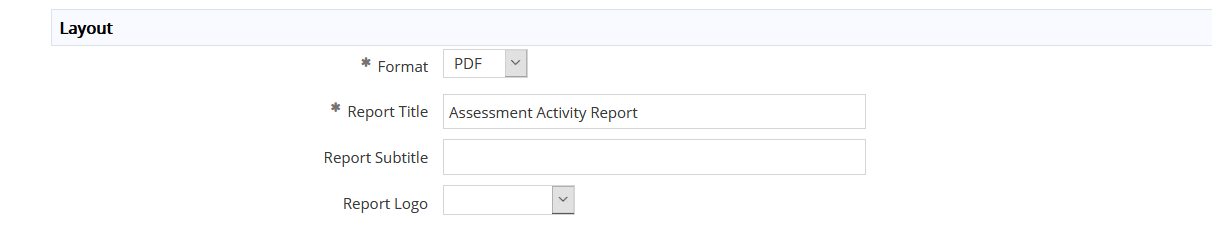 Layout
* Format PDF
* Report Title Assessment Activity Report
Report Subtitle
Report Logo